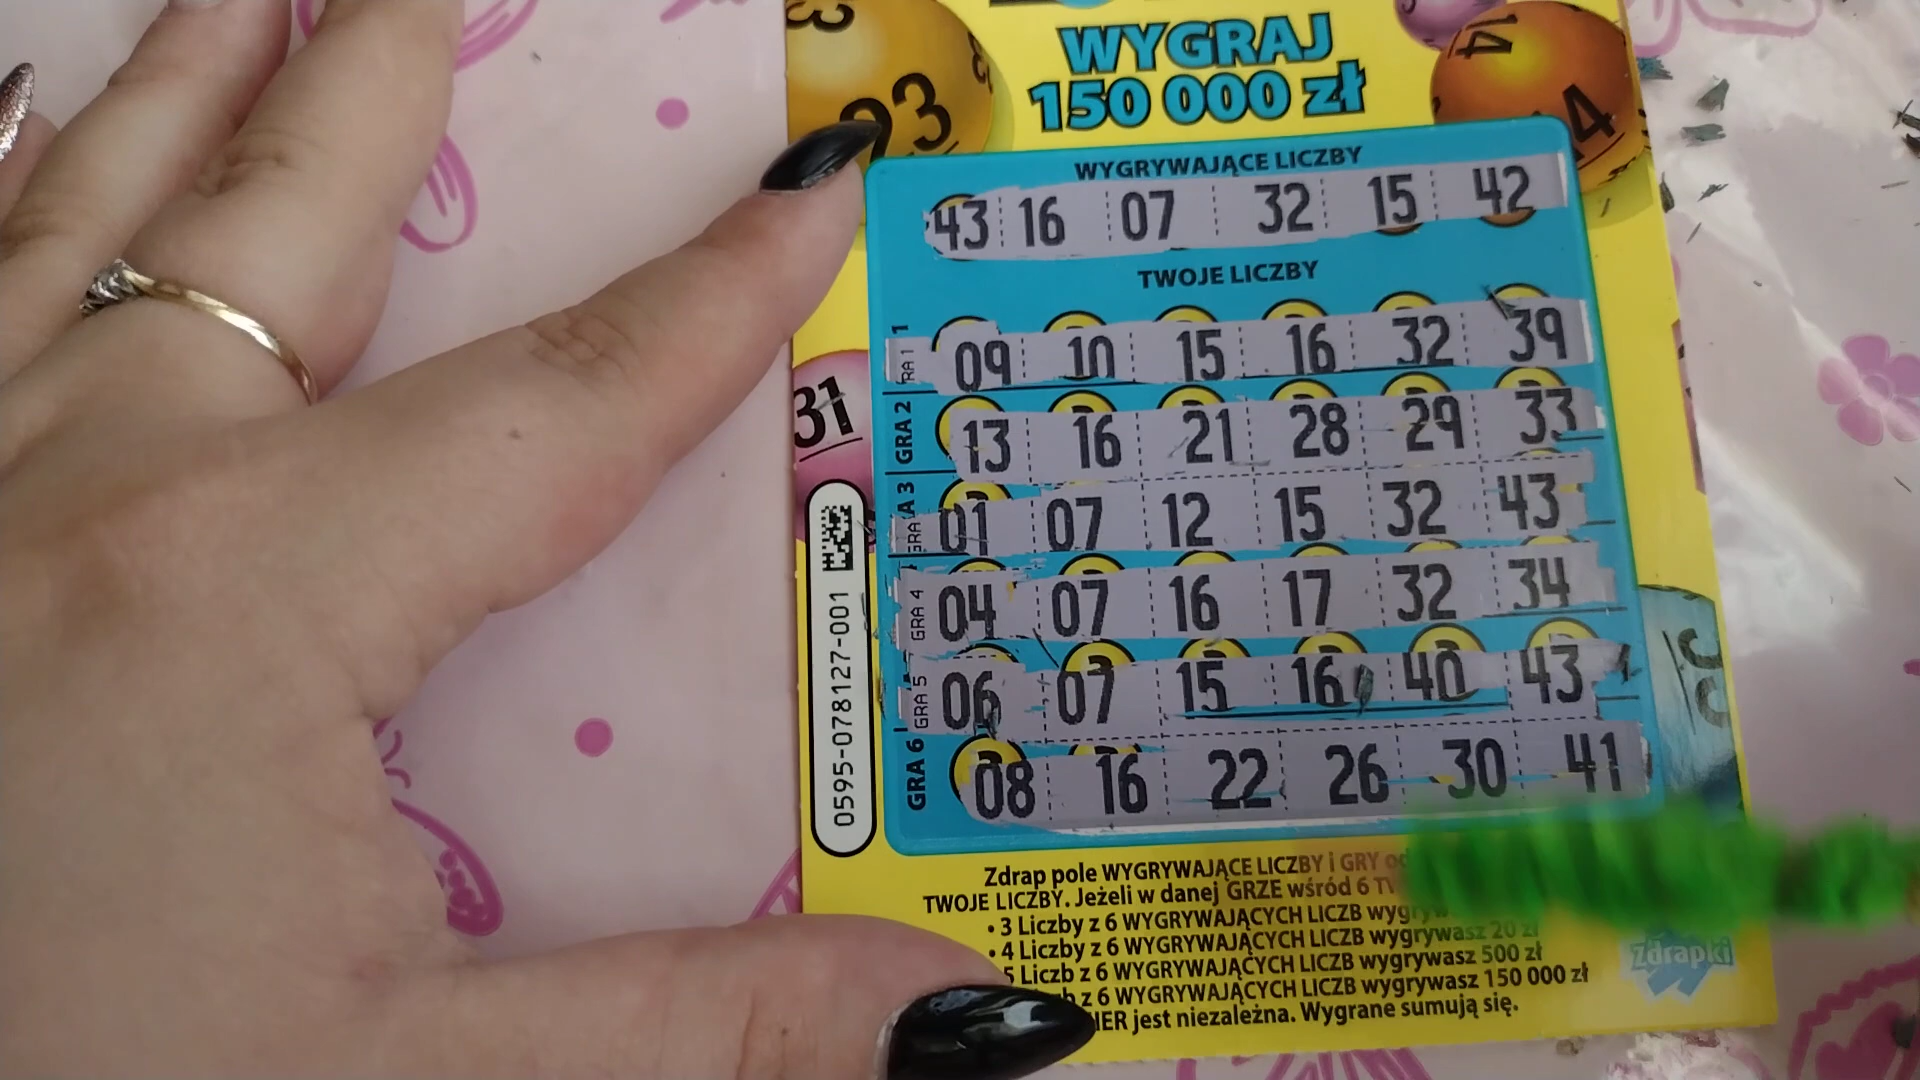 23
14
WYGRAJ
150 000 zł
WYGRYWAJĄCE LICZBY
43 16 07 32 15 42
TWOJE LICZBY
09 10 15 16 32 39
GRA 2 13 16 21 28 29 33
01 07 12 15 32 43
GRA 4 04 07 16 17 32 34
GRA 5 06 07 15 16 40 43
GRA 6 08 16 22 26 30 41
31
0595-078127-001
Zdrap pole WYGRYWAJĄCE LICZBY i GRY
TWOJE LICZBY. Jeżeli w danej GRZE wśród 6
• 3 Liczby z 6 WYGRYWAJĄCYCH LICZB
• 4 Liczby z 6 WYGRYWAJĄCYCH LICZB wygrywasz 20 zł
5 Liczb z 6 WYGRYWAJĄCYCH LICZB wygrywasz 500 zł
z 6 WYGRYWAJĄCYCH LICZB wygrywasz 150 000 zł
jest niezależna. Wygrane sumują się.
Zdrapki